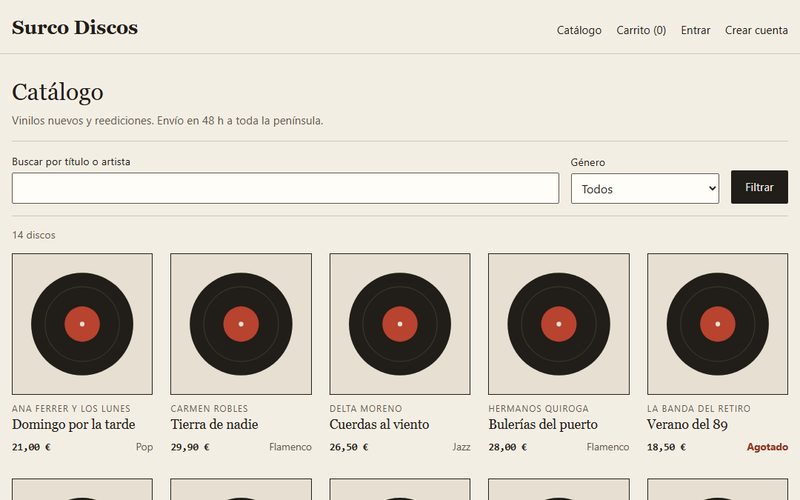 Surco Discos
Catálogo Carrito (0) Entrar Crear cuenta
Catálogo
Vinilos nuevos y reediciones. Envío en 48 h a toda la península.
Buscar por título o artista
Género
Todos
Filtrar
14 discos
ANA FERRER Y LOS LUNES
Domingo por la tarde
21,00 € Pop
CARMEN ROBLES
Tierra de nadie
29,90 € Flamenco
DELTA MORENO
Cuerdas al viento
26,50 € Jazz
HERMANOS QUIROGA
Bulerías del puerto
28,00 € Flamenco
LA BANDA DEL RETIRO
Verano del 89
18,50 € Agotado